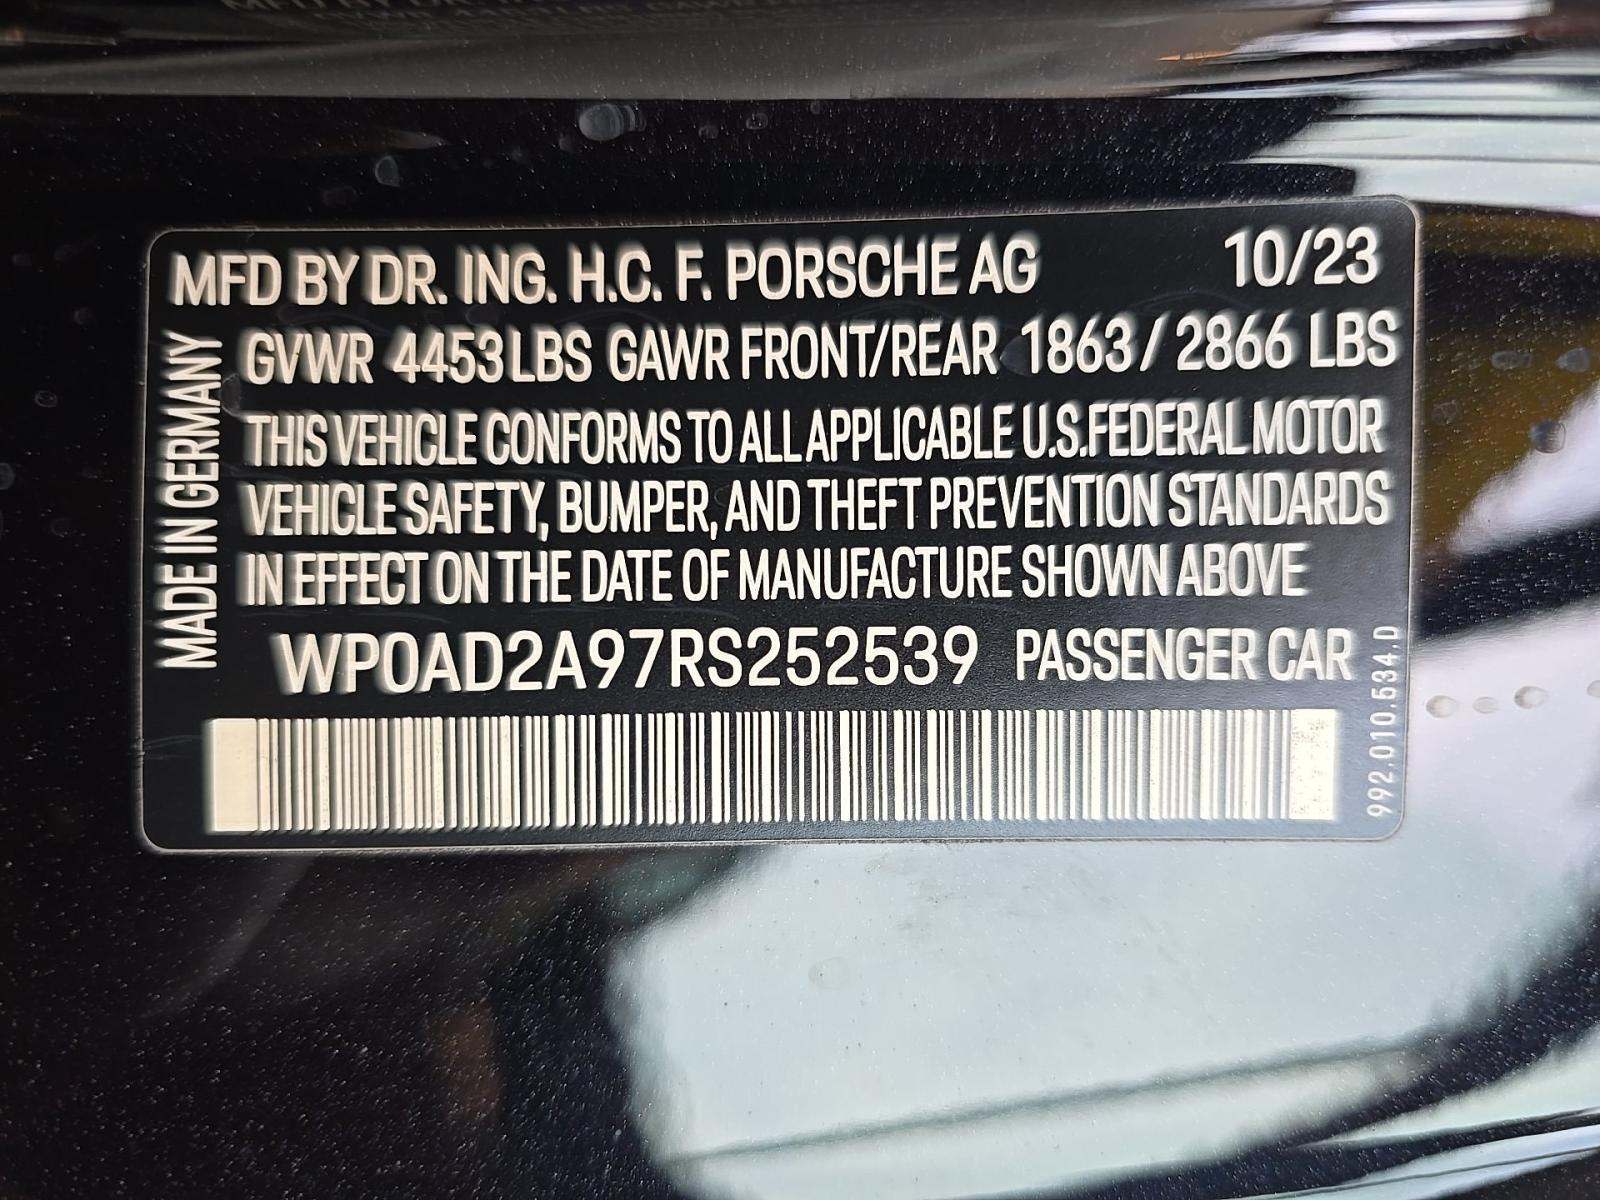 MFD BY DR. ING. H.C. F. PORSCHE AG 10/23
GVWR 4453 LBS GAWR FRONT/REAR 1863 / 2866 LBS
THIS VEHICLE CONFORMS TO ALL APPLICABLE U.S. FEDERAL MOTOR
VEHICLE SAFETY, BUMPER, AND THEFT PREVENTION STANDARDS
IN EFFECT ON THE DATE OF MANUFACTURE SHOWN ABOVE
WP0AD2A97RS252539 PASSENGER CAR
MADE IN GERMANY
992.010.534.D